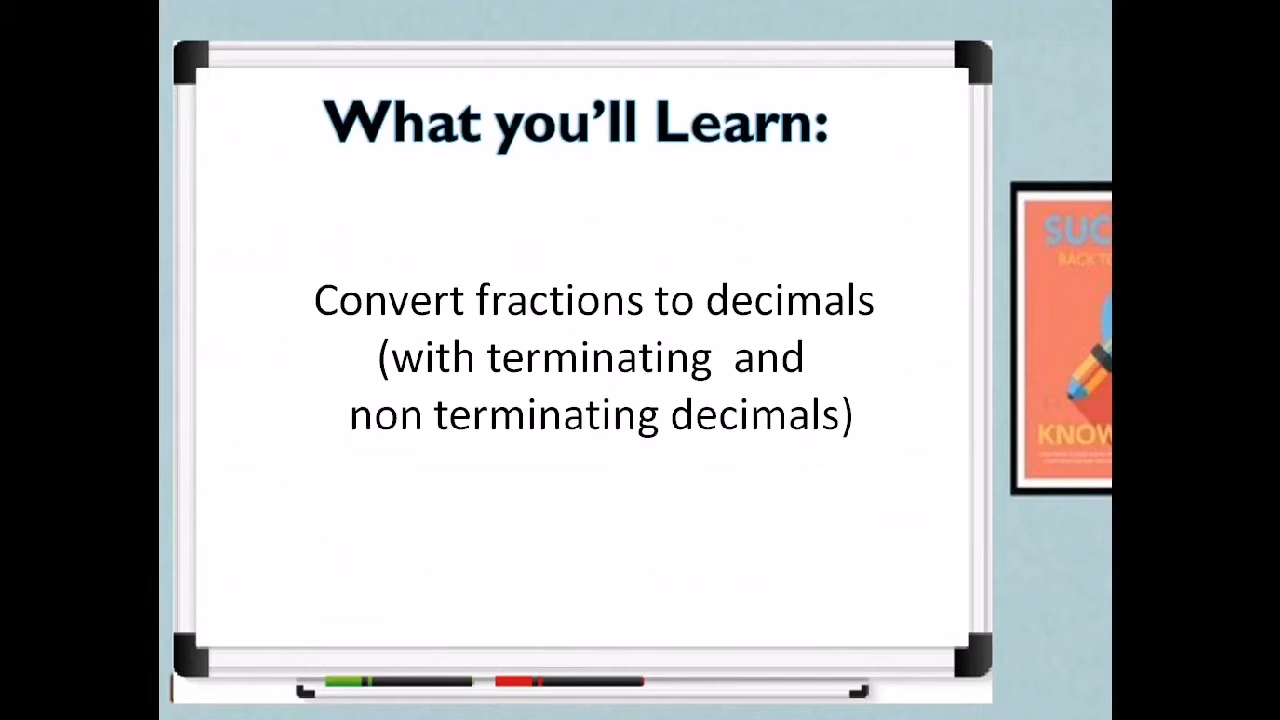 What you'll Learn:
Convert fractions to decimals
(with terminating and
non terminating decimals)